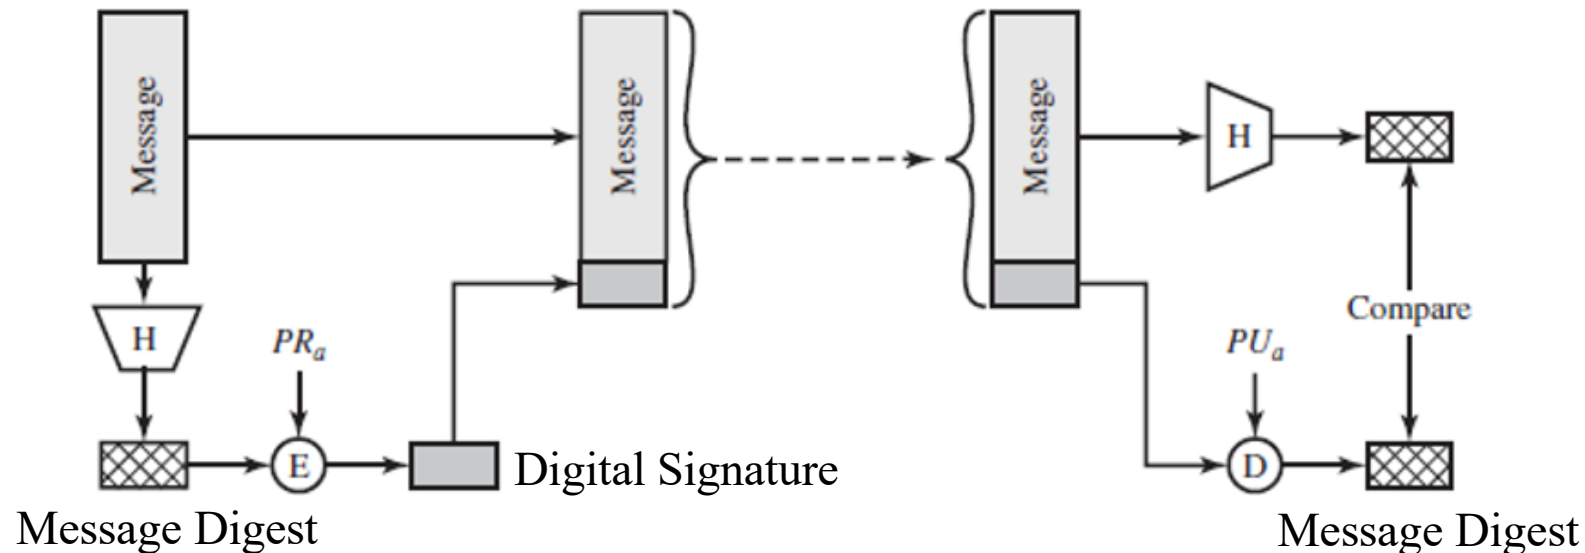 Message
Message
Message
H
H
PRa
PUa
Compare
E
Digital Signature
D
Message Digest
Message Digest